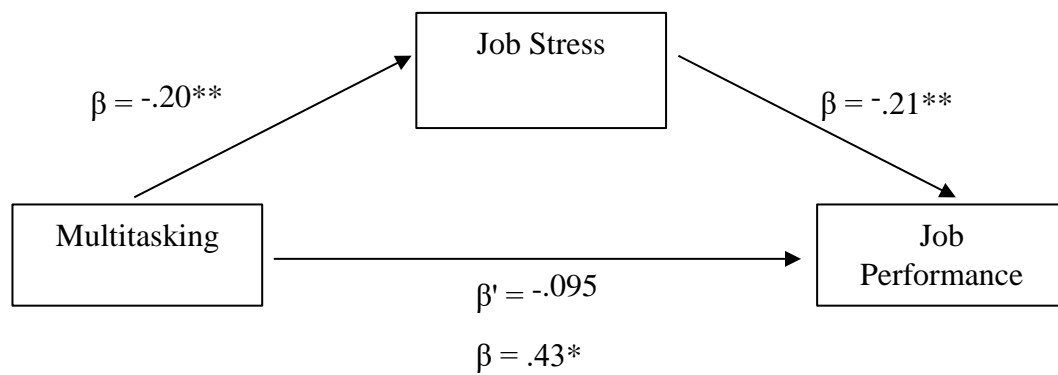 Job Stress
β = -.20**
β = -.21**
Multitasking
Job
Performance
β' = -.095
β = .43*